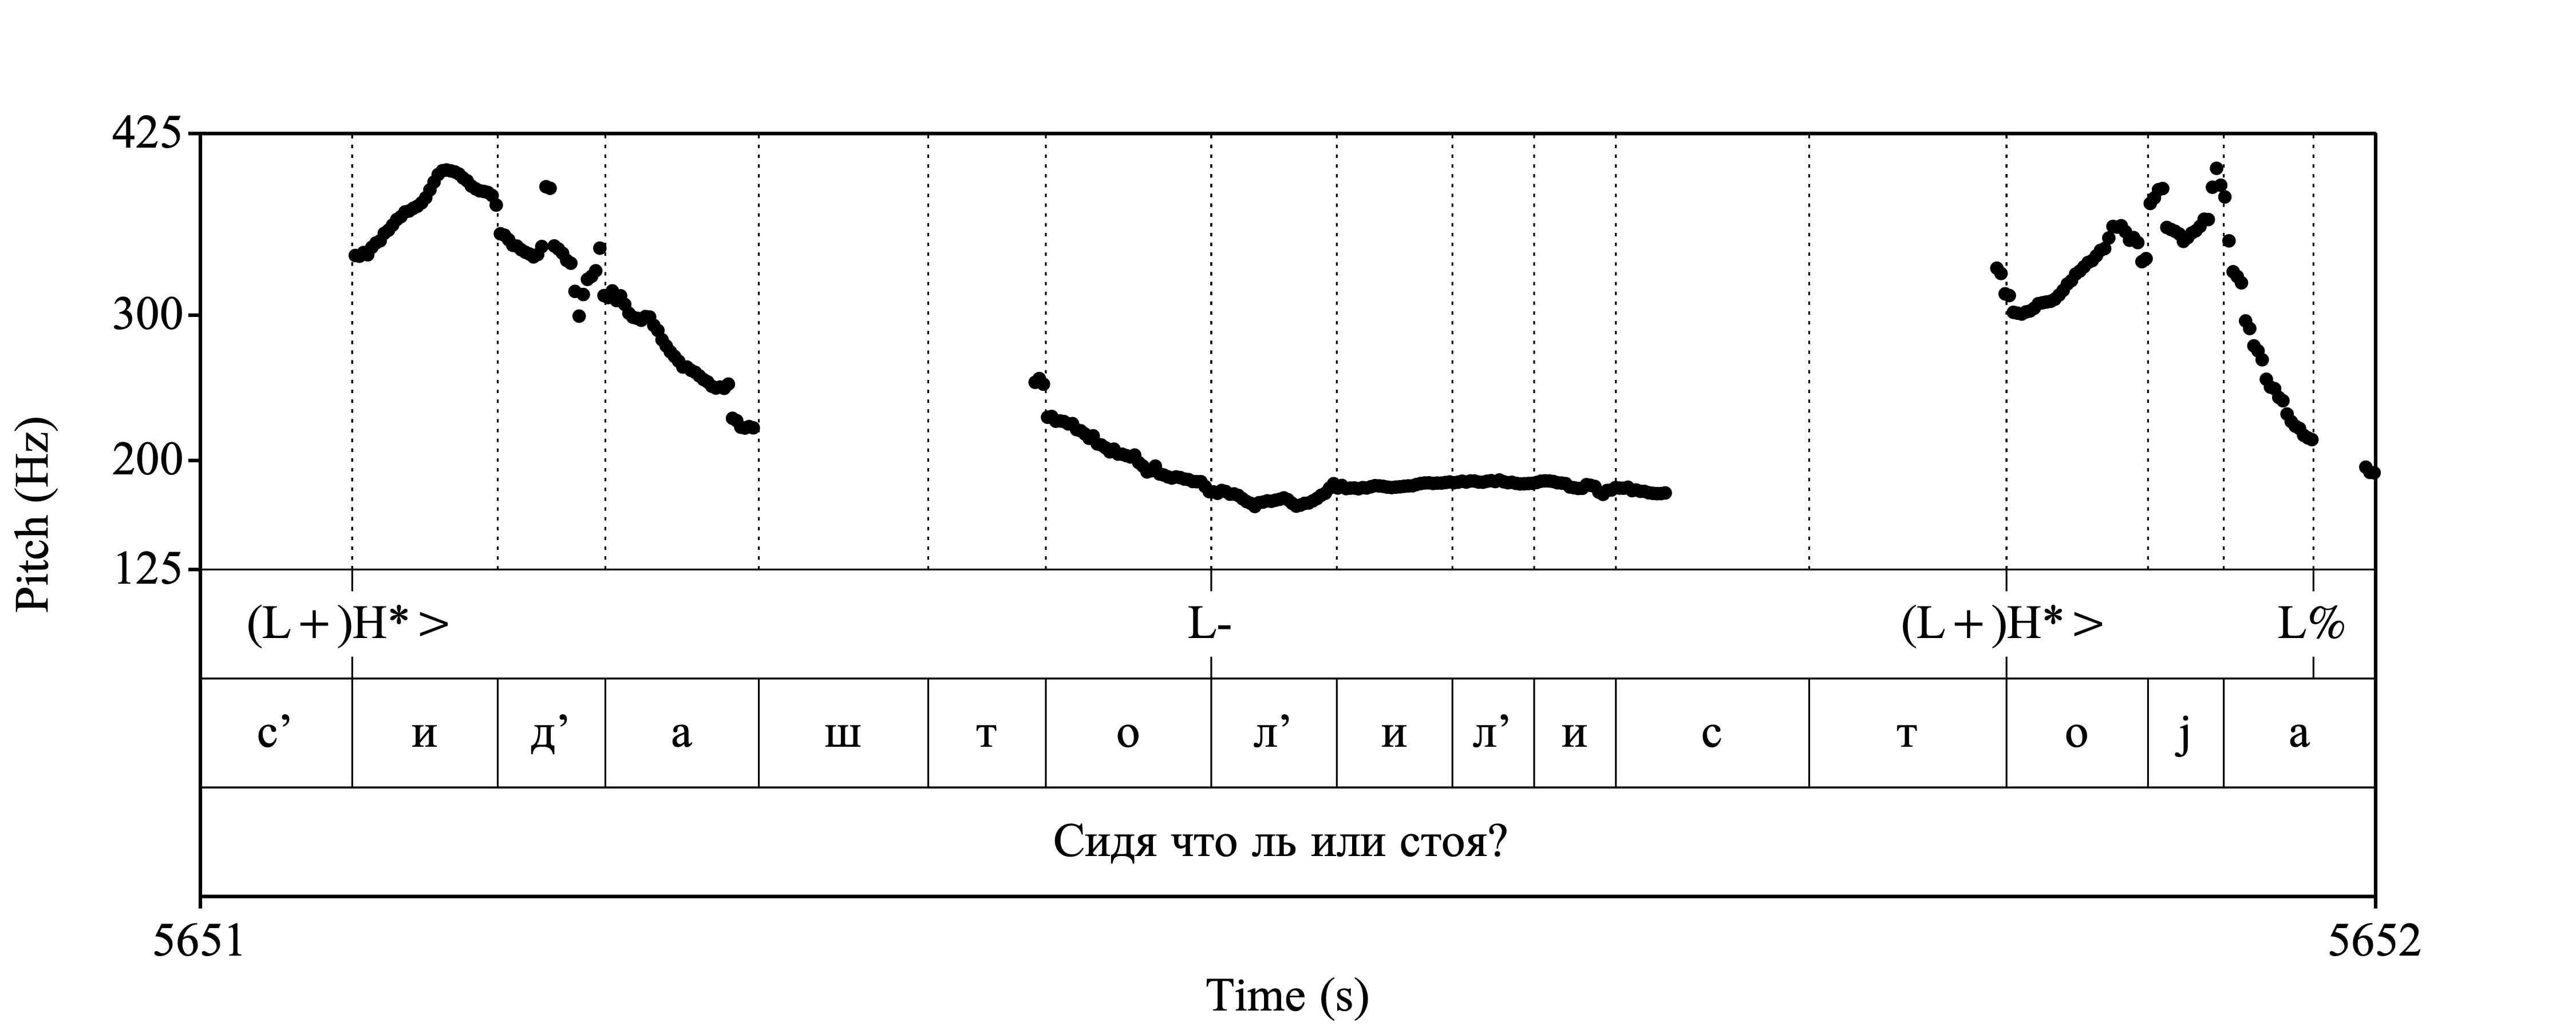 425
300
200
125
Pitch (Hz)
(L+)H*> L- (L+)H*> L%
с’ и д’ а ш т о л’ и л’ и с т о j а
Сидя что ль или стоя?
5651 5652
Time (s)